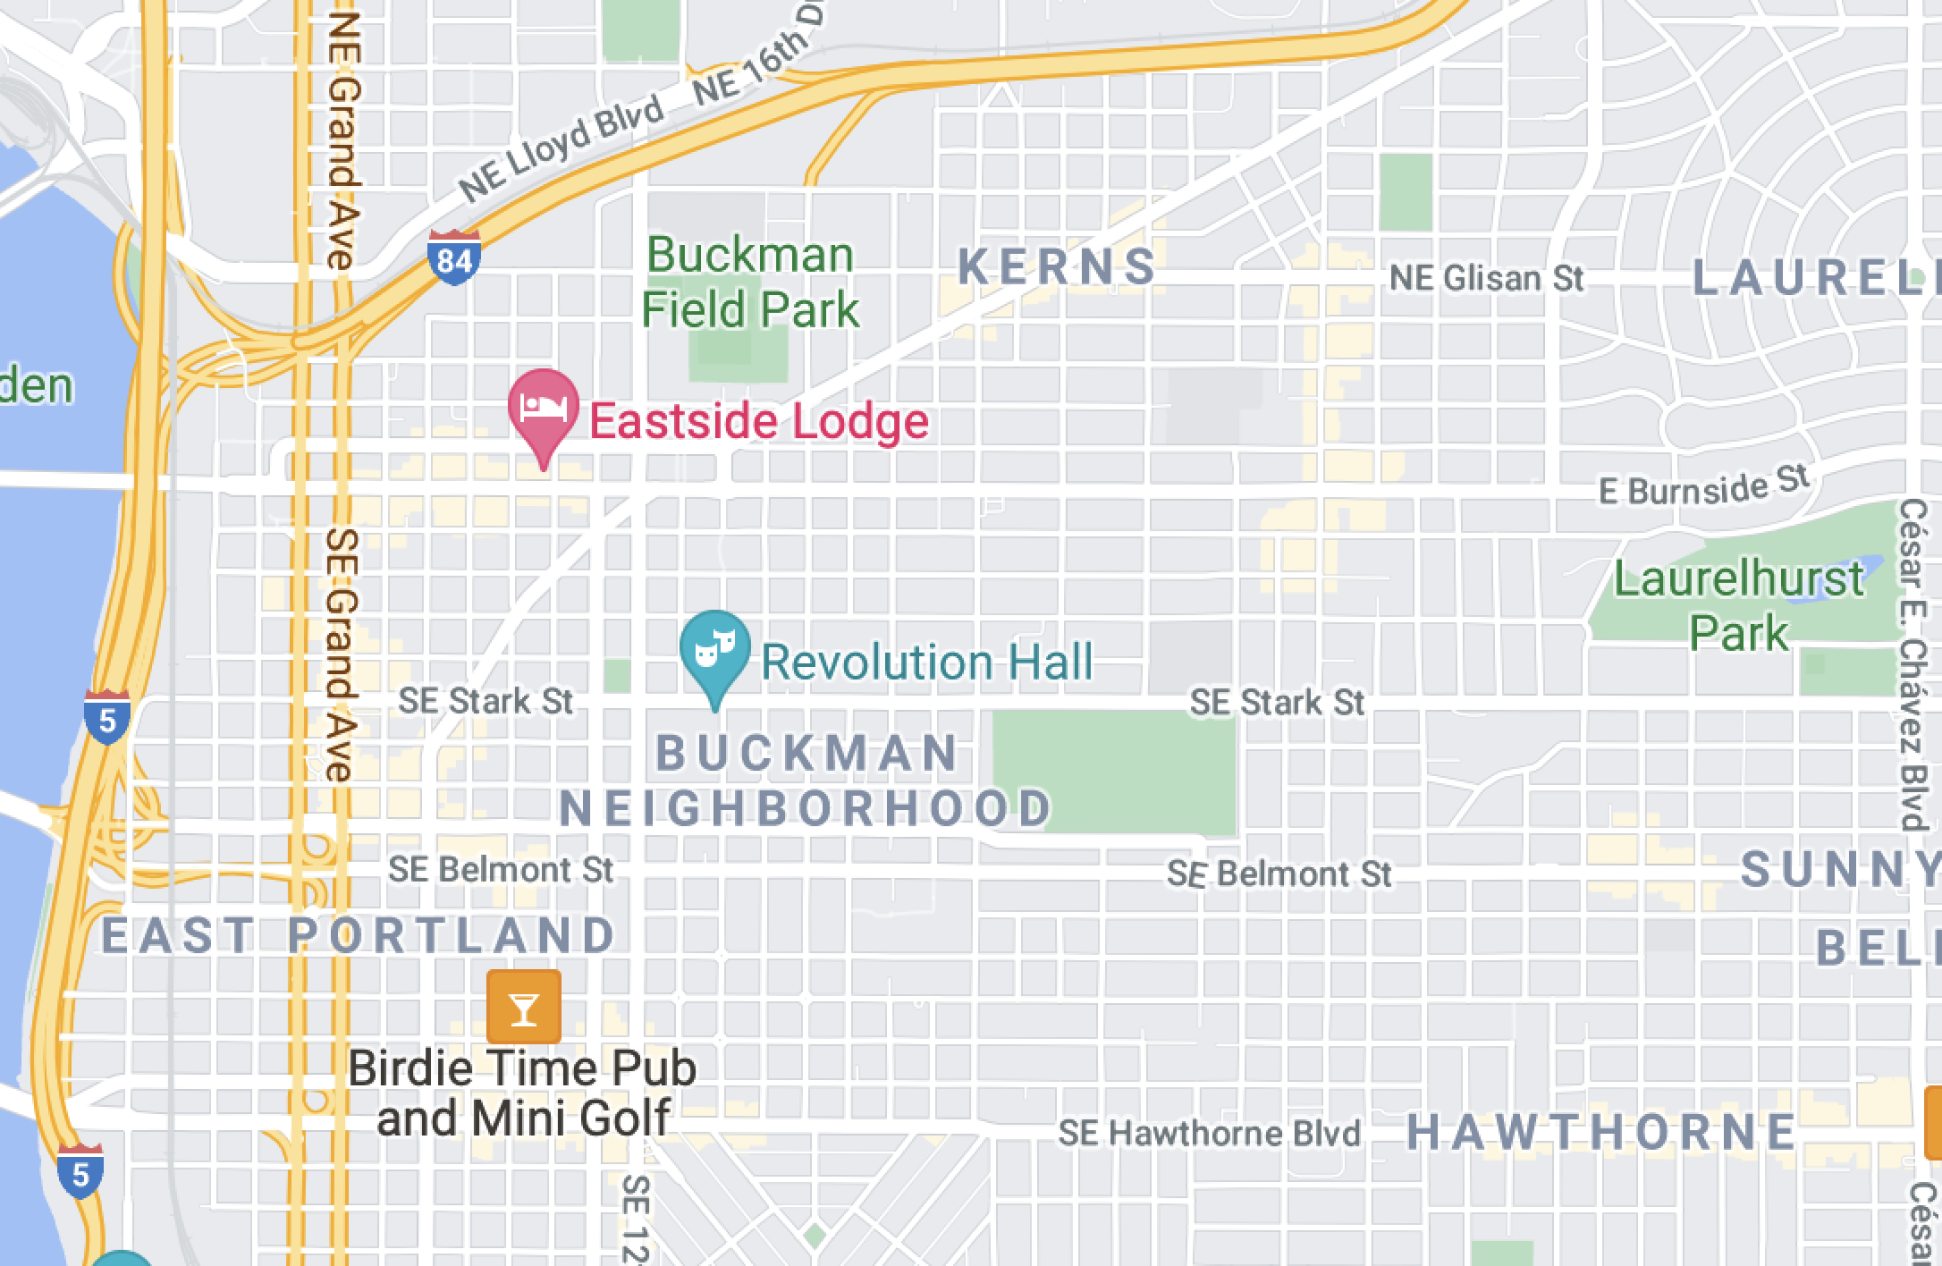 NE Grand Ave
NE Lloyd Blvd
NE 16th D
84
Buckman
Field Park
KERNS
NE Glisan St
LAUREL
den
Eastside Lodge
E Burnside St
SE Grand Ave
César E. Chávez Blvd
Laurelhurst
Park
Revolution Hall
SE Stark St
SE Stark St
5
BUCKMAN
NEIGHBORHOOD
SE Belmont St
SE Belmont St
SUNNY
BEL
EAST PORTLAND
Birdie Time Pub
and Mini Golf
SE Hawthorne Blvd
HAWTHORNE
5
SE 12
César